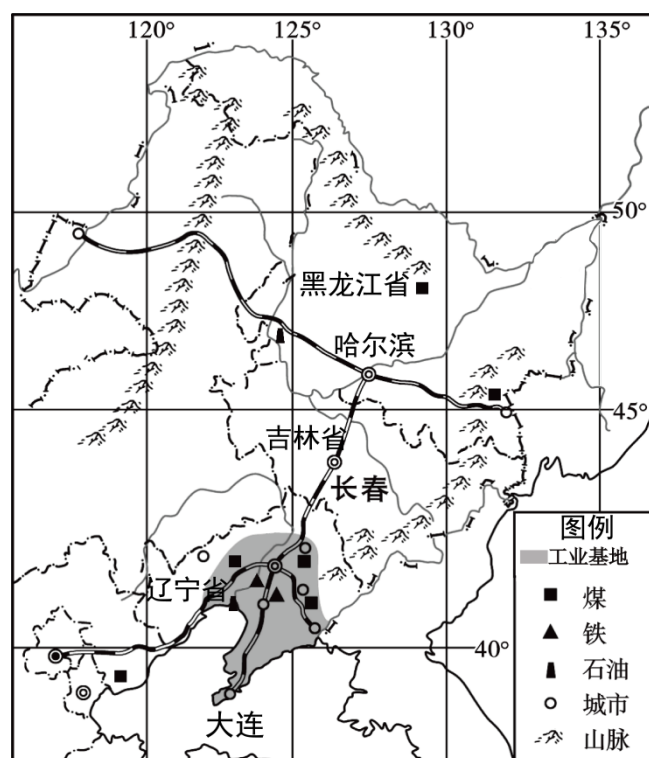 120°
125°
130°
135°
50°
黑龙江省
哈尔滨
45°
吉林省
长春
辽宁省
40°
大连
图例
工业基地
煤
铁
石油
城市
山脉